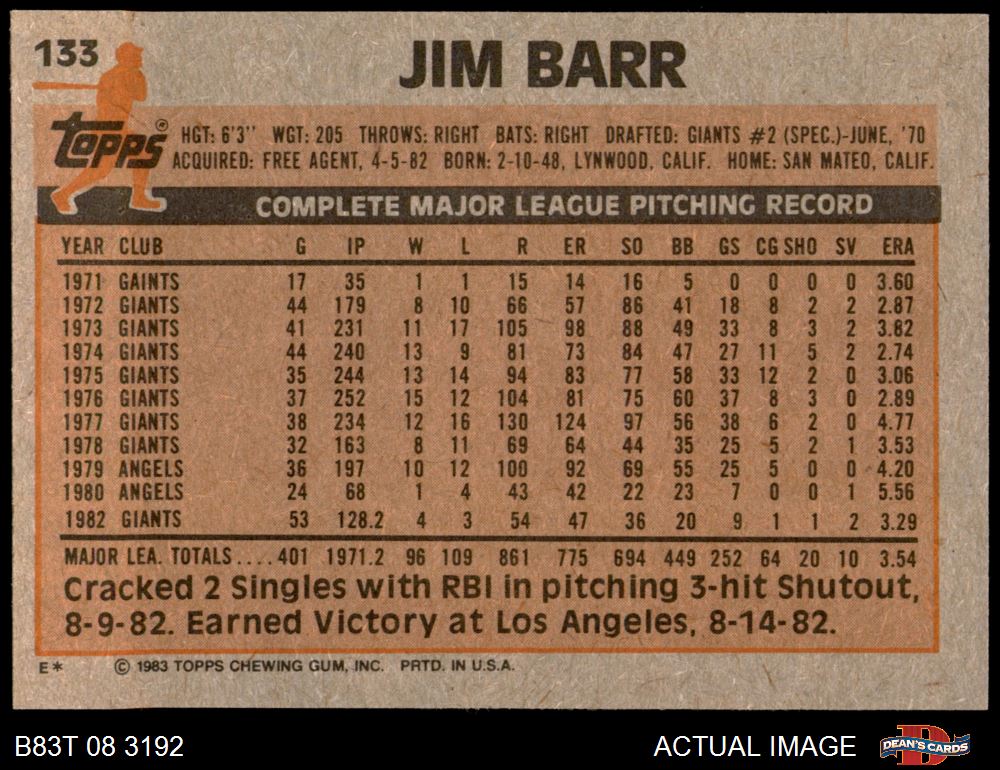 133 JIM BARR
Topps® HGT: 6'3" WGT: 205 THROWS: RIGHT BATS: RIGHT DRAFTED: GIANTS #2 (SPEC.)-JUNE, '70
ACQUIRED: FREE AGENT, 4-5-82 BORN: 2-10-48, LYNWOOD, CALIF. HOME: SAN MATEO, CALIF.
COMPLETE MAJOR LEAGUE PITCHING RECORD
YEAR CLUB G IP W L R ER SO BB GS CG SHO SV ERA
1971 GAINTS 17 35 1 1 15 14 16 5 0 0 0 0 3.60
1972 GIANTS 44 179 8 10 66 57 86 41 18 8 2 2 2.87
1973 GIANTS 41 231 11 17 105 98 88 49 33 8 3 2 3.82
1974 GIANTS 44 240 13 9 81 73 84 47 27 11 5 2 2.74
1975 GIANTS 35 244 13 14 94 83 77 58 33 12 2 0 3.06
1976 GIANTS 37 252 15 12 104 81 75 60 37 8 3 0 2.89
1977 GIANTS 38 234 12 16 130 124 97 56 38 6 2 0 4.77
1978 GIANTS 32 163 8 11 69 64 44 35 25 5 2 1 3.53
1979 ANGELS 36 197 10 12 100 92 69 55 25 5 0 0 4.20
1980 ANGELS 24 68 1 4 43 42 22 23 7 0 0 1 5.56
1982 GIANTS 53 128.2 4 3 54 47 36 20 9 1 1 2 3.29
MAJOR LEA. TOTALS....401 1971.2 96 109 861 775 694 449 252 64 20 10 3.54
Cracked 2 Singles with RBI in pitching 3-hit Shutout,
8-9-82. Earned Victory at Los Angeles, 8-14-82.
E* © 1983 TOPPS CHEWING GUM, INC. PRTD. IN U.S.A.
B83T 08 3192 ACTUAL IMAGE D DEAN'S CARDS